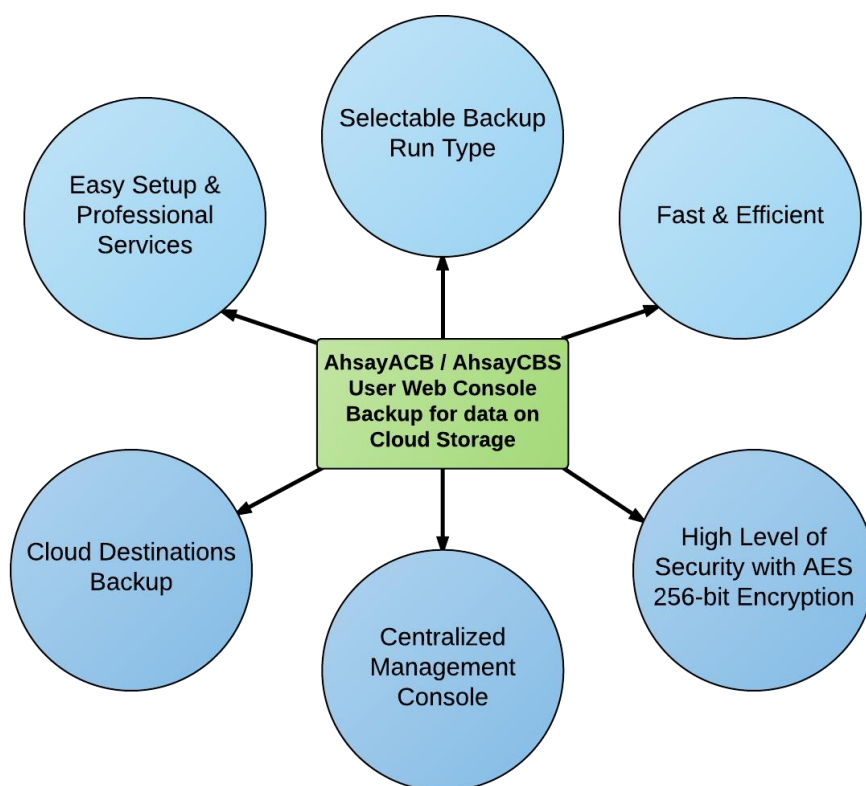 Selectable Backup
Run Type
Easy Setup &
Professional
Services
Fast & Efficient
AhsayACB / AhsayCBS
User Web Console
Backup for data on
Cloud Storage
Cloud Destinations
Backup
High Level of
Security with AES
256-bit Encryption
Centralized
Management
Console